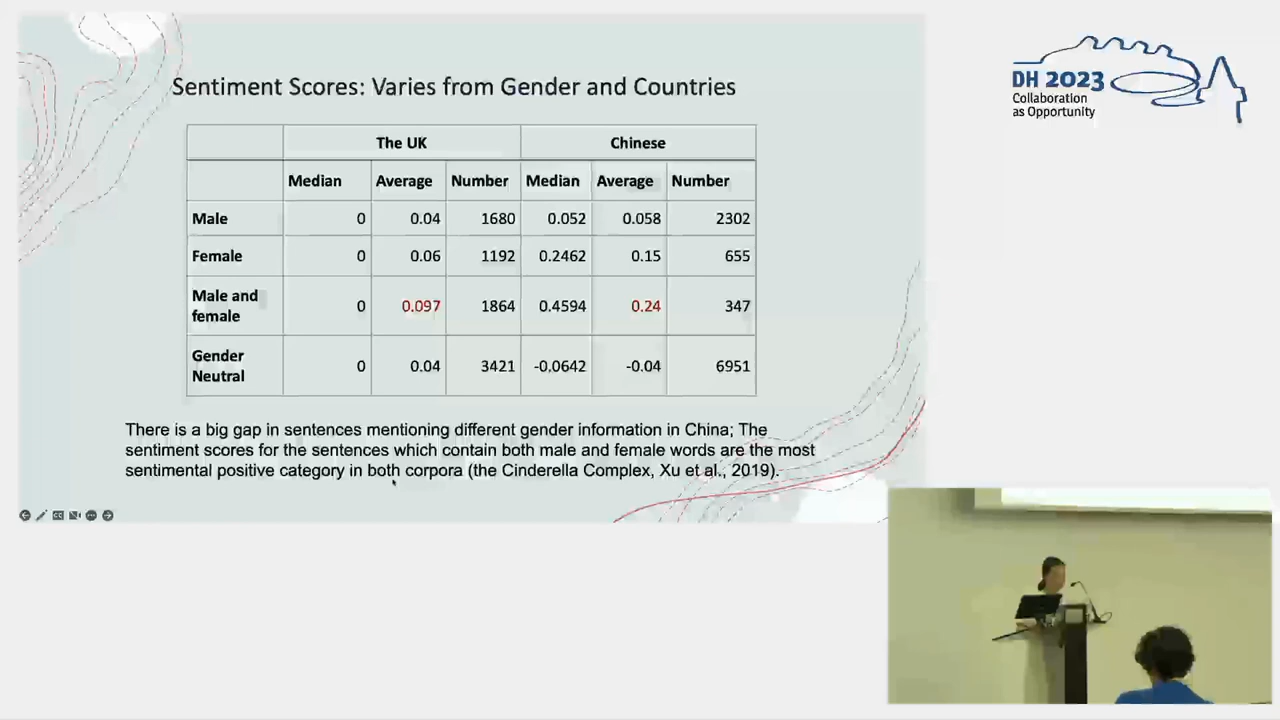 Sentiment Scores: Varies from Gender and Countries
The UK Chinese
Median Average Number Median Average Number
Male 0 0.04 1680 0.052 0.058 2302
Female 0 0.06 1192 0.2462 0.15 655
Male and
female 0 0.097 1864 0.4594 0.24 347
Gender
Neutral 0 0.04 3421 -0.0642 -0.04 6951
There is a big gap in sentences mentioning different gender information in China; The
sentiment scores for the sentences which contain both male and female words are the most
sentimental positive category in both corpora (the Cinderella Complex, Xu et al., 2019).
DH 2023
Collaboration
as Opportunity